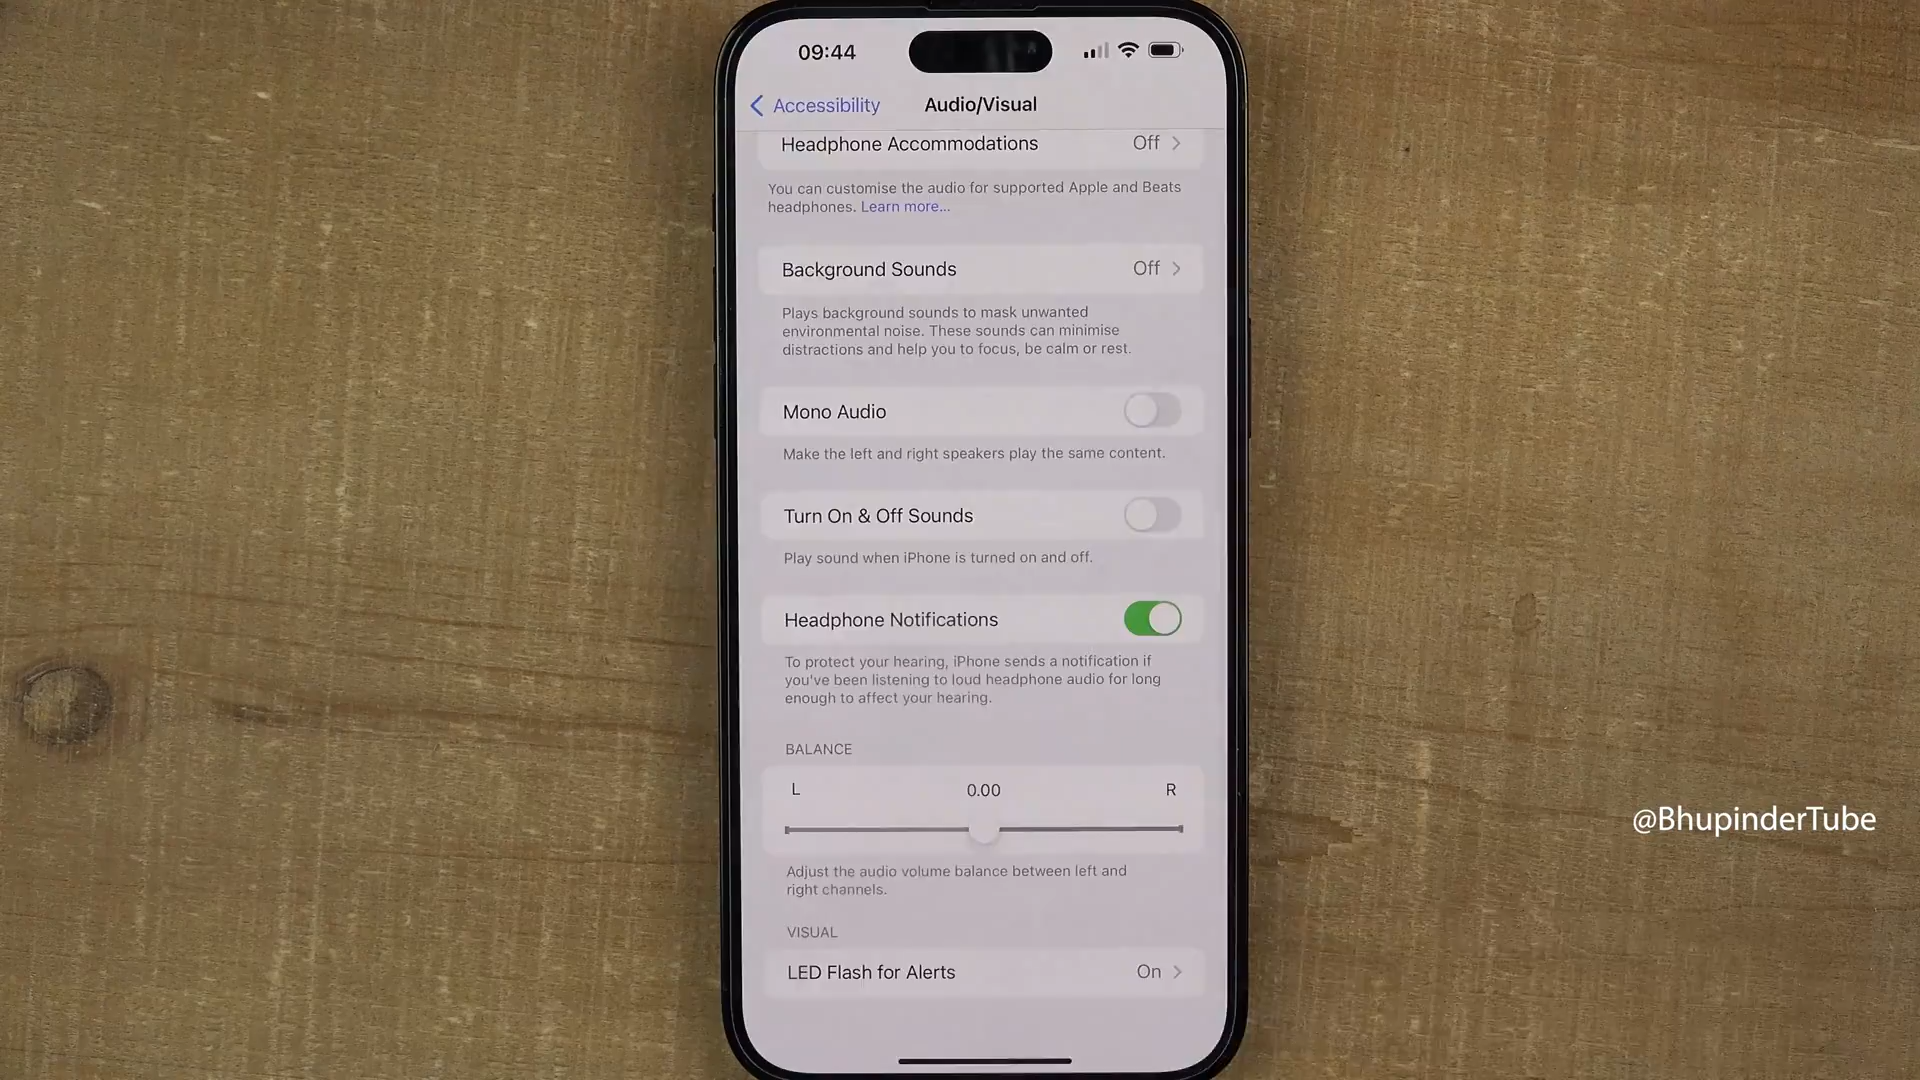 09:44
Accessibility
Audio/Visual
Headphone Accommodations Off
You can customise the audio for supported Apple and Beats
headphones. Learn more...
Background Sounds Off
Plays background sounds to mask unwanted
environmental noise. These sounds can minimise
distractions and help you to focus, be calm or rest.
Mono Audio
Make the left and right speakers play the same content.
Turn On & Off Sounds
Play sound when iPhone is turned on and off.
Headphone Notifications
To protect your hearing, iPhone sends a notification if
you've been listening to loud headphone audio for long
enough to affect your hearing.
BALANCE
L 0.00 R
Adjust the audio volume balance between left and
right channels.
VISUAL
LED Flash for Alerts On
@BhupinderTube